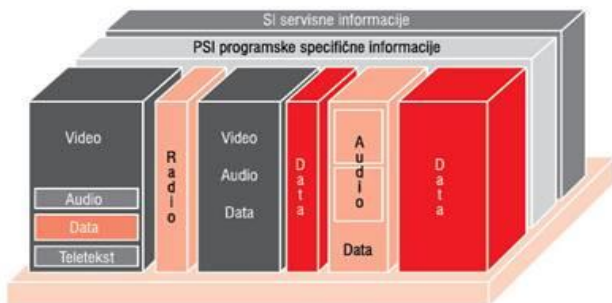 SI servisne informacije
PSI programske specifične informacije
Video
Audio
Data
Teletekst
Radio
Video
Audio
Data
Data
Audio
Data
Data